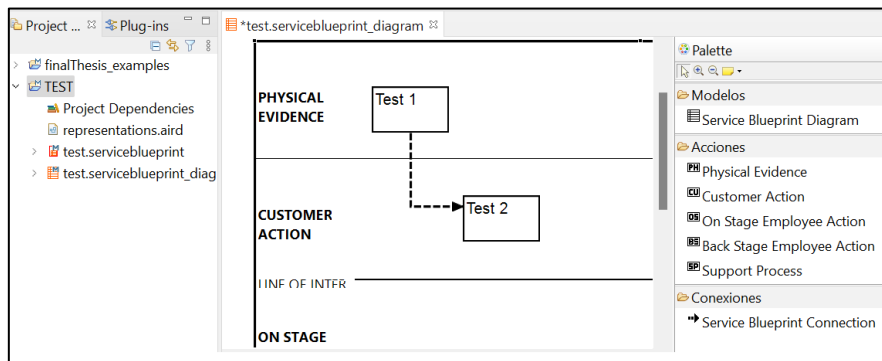 Project ...
Plug-ins
*test.serviceblueprint_diagram
finalThesis_examples
TEST
Project Dependencies
representations.aird
test.serviceblueprint
test.serviceblueprint_diag
PHYSICAL
EVIDENCE
Test 1
CUSTOMER
ACTION
Test 2
LINE OF INTER
ON STAGE
Palette
Modelos
Service Blueprint Diagram
Acciones
PH Physical Evidence
CU Customer Action
OS On Stage Employee Action
BS Back Stage Employee Action
SP Support Process
Conexiones
Service Blueprint Connection